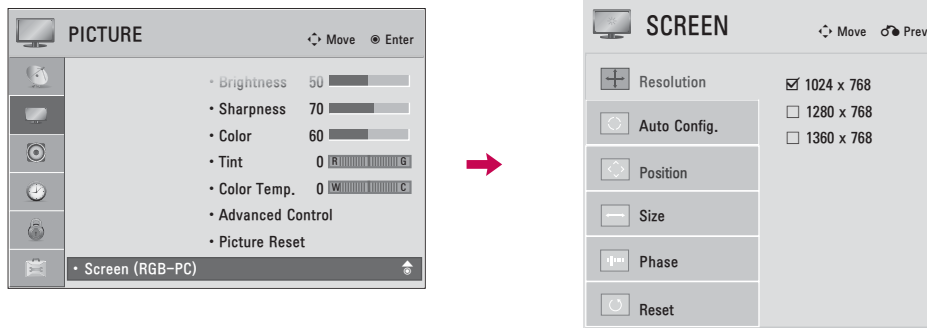 PICTURE
Move Enter
• Brightness 50
• Sharpness 70
• Color 60
• Tint 0 R G
• Color Temp. 0 W C
• Advanced Control
• Picture Reset
• Screen (RGB-PC)
SCREEN
Move Prev
Resolution
Auto Config.
Position
Size
Phase
Reset
☑ 1024 x 768
☐ 1280 x 768
☐ 1360 x 768